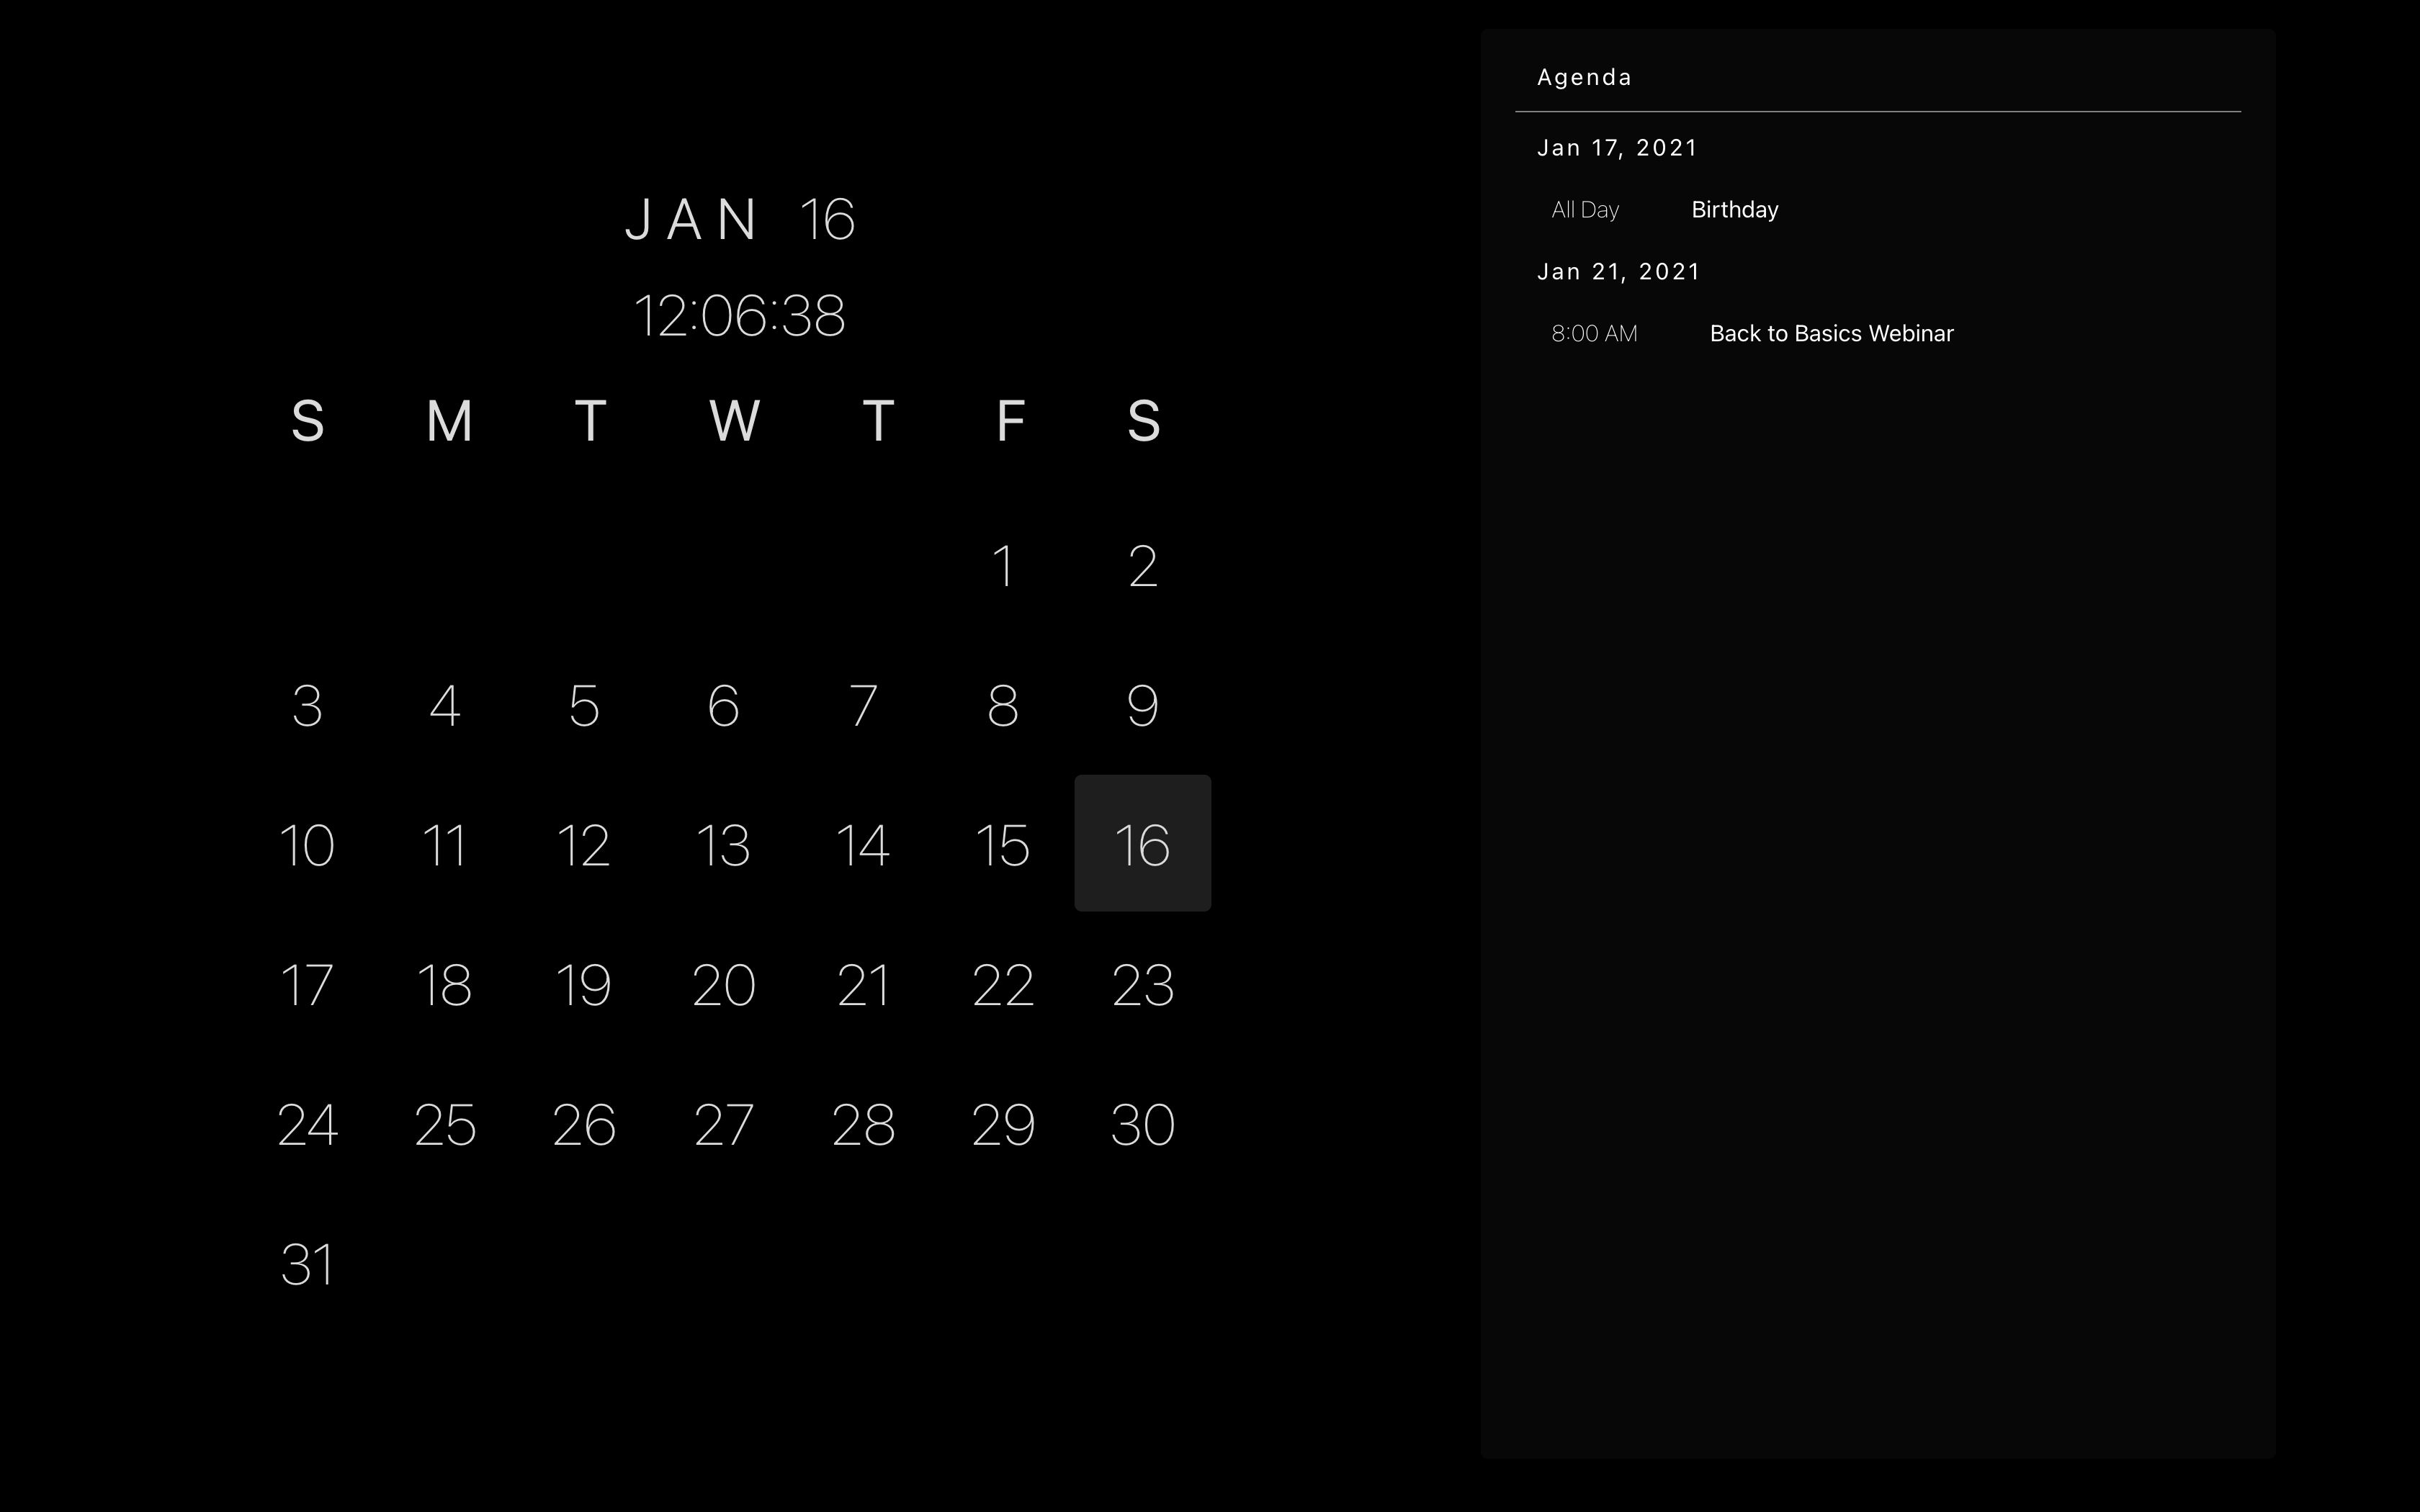 JAN 16
12:06:38
S M T W T F S
1 2
3 4 5 6 7 8 9
10 11 12 13 14 15 16
17 18 19 20 21 22 23
24 25 26 27 28 29 30
31
Agenda
Jan 17, 2021
All Day Birthday
Jan 21, 2021
8:00 AM Back to Basics Webinar